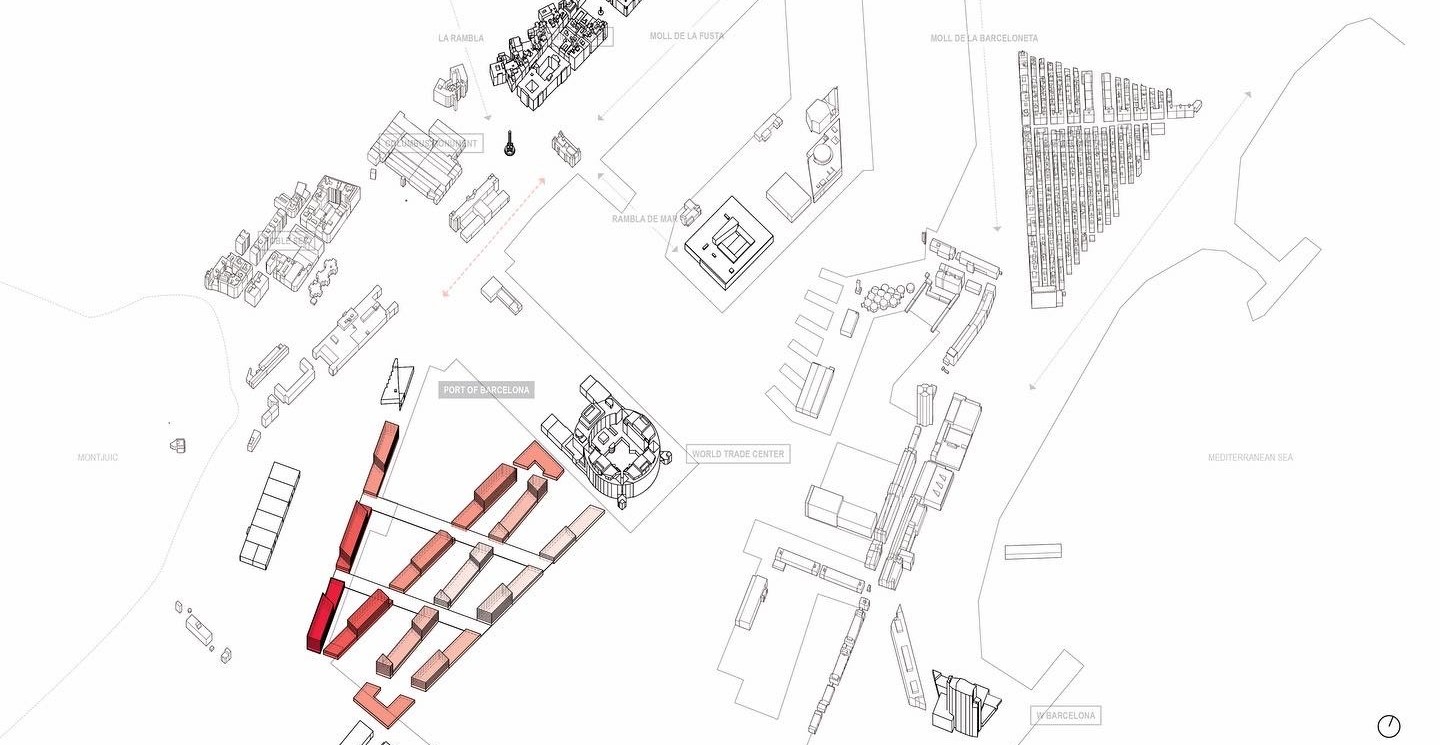 LA RAMBLA
MOLL DE LA FUSTA
MOLL DE LA BARCELONETA
COLUMBUS MONUMENT
RAMBLA DE MAR
PORT OF BARCELONA
WORLD TRADE CENTER
MONTJUIC
MEDITERRANEAN SEA
W BARCELONA